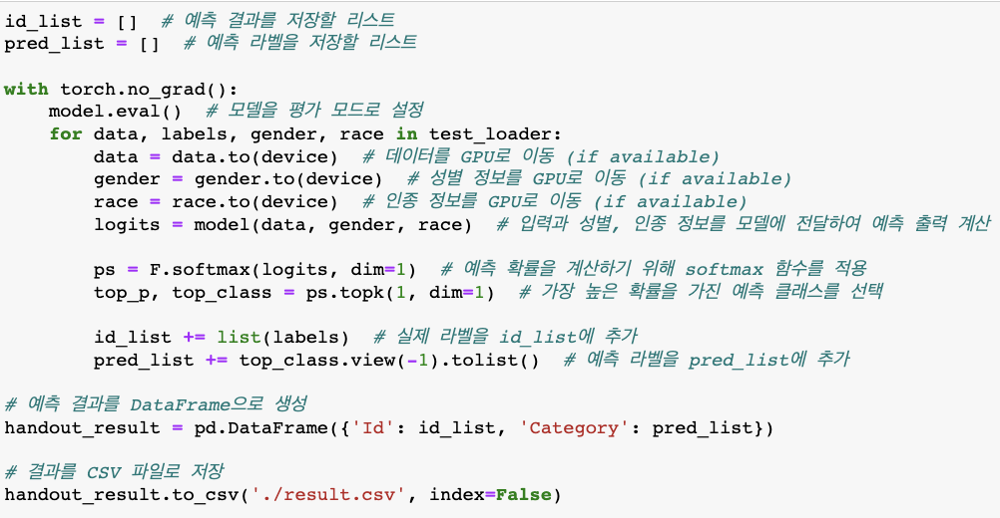 id_list = []  # 예측 결과를 저장할 리스트
pred_list = []  # 예측 라벨을 저장할 리스트

with torch.no_grad():
    model.eval()  # 모델을 평가 모드로 설정
    for data, labels, gender, race in test_loader:
        data = data.to(device)  # 데이터를 GPU로 이동 (if available)
        gender = gender.to(device)  # 성별 정보를 GPU로 이동 (if available)
        race = race.to(device)  # 인종 정보를 GPU로 이동 (if available)
        logits = model(data, gender, race)  # 입력과 성별, 인종 정보를 모델에 전달하여 예측 출력 계산

        ps = F.softmax(logits, dim=1)  # 예측 확률을 계산하기 위해 softmax 함수를 적용
        top_p, top_class = ps.topk(1, dim=1)  # 가장 높은 확률을 가진 예측 클래스를 선택

        id_list += list(labels)  # 실제 라벨을 id_list에 추가
        pred_list += top_class.view(-1).tolist()  # 예측 라벨을 pred_list에 추가

# 예측 결과를 DataFrame으로 생성
handout_result = pd.DataFrame({'Id': id_list, 'Category': pred_list})

# 결과를 CSV 파일로 저장
handout_result.to_csv('./result.csv', index=False)